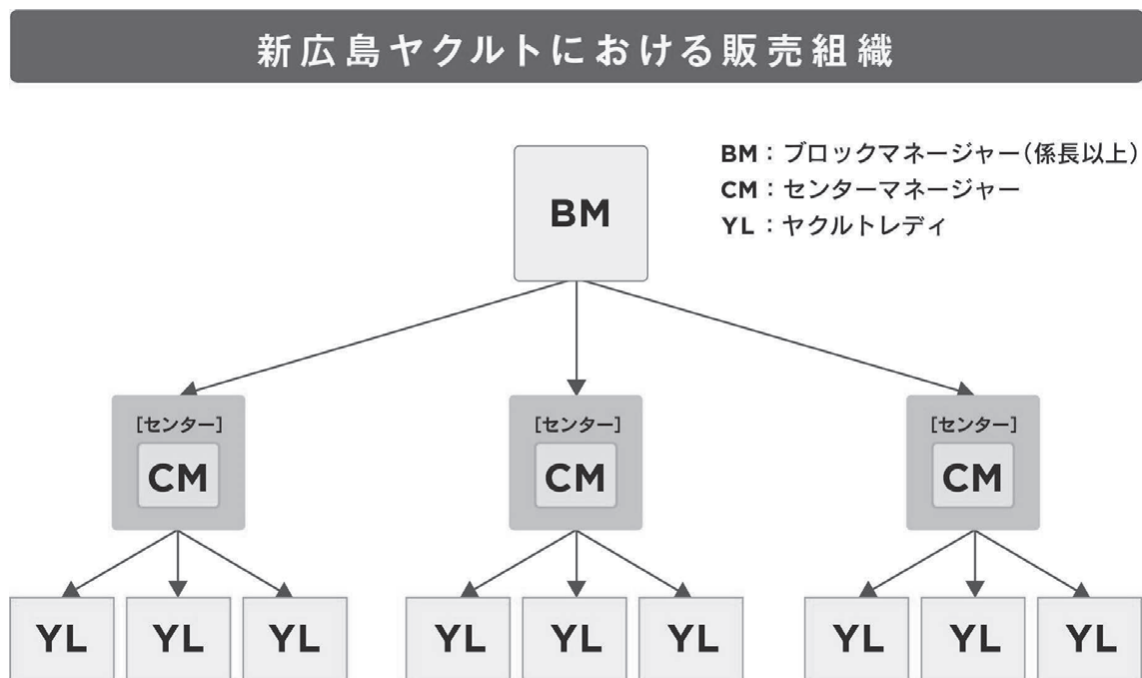 新広島ヤクルトにおける販売組織
BM：ブロックマネージャー（係長以上）
CM：センターマネージャー
YL：ヤクルトレディ
BM
[センター] [センター] [センター]
CM CM CM
YL YL YL YL YL YL YL YL YL